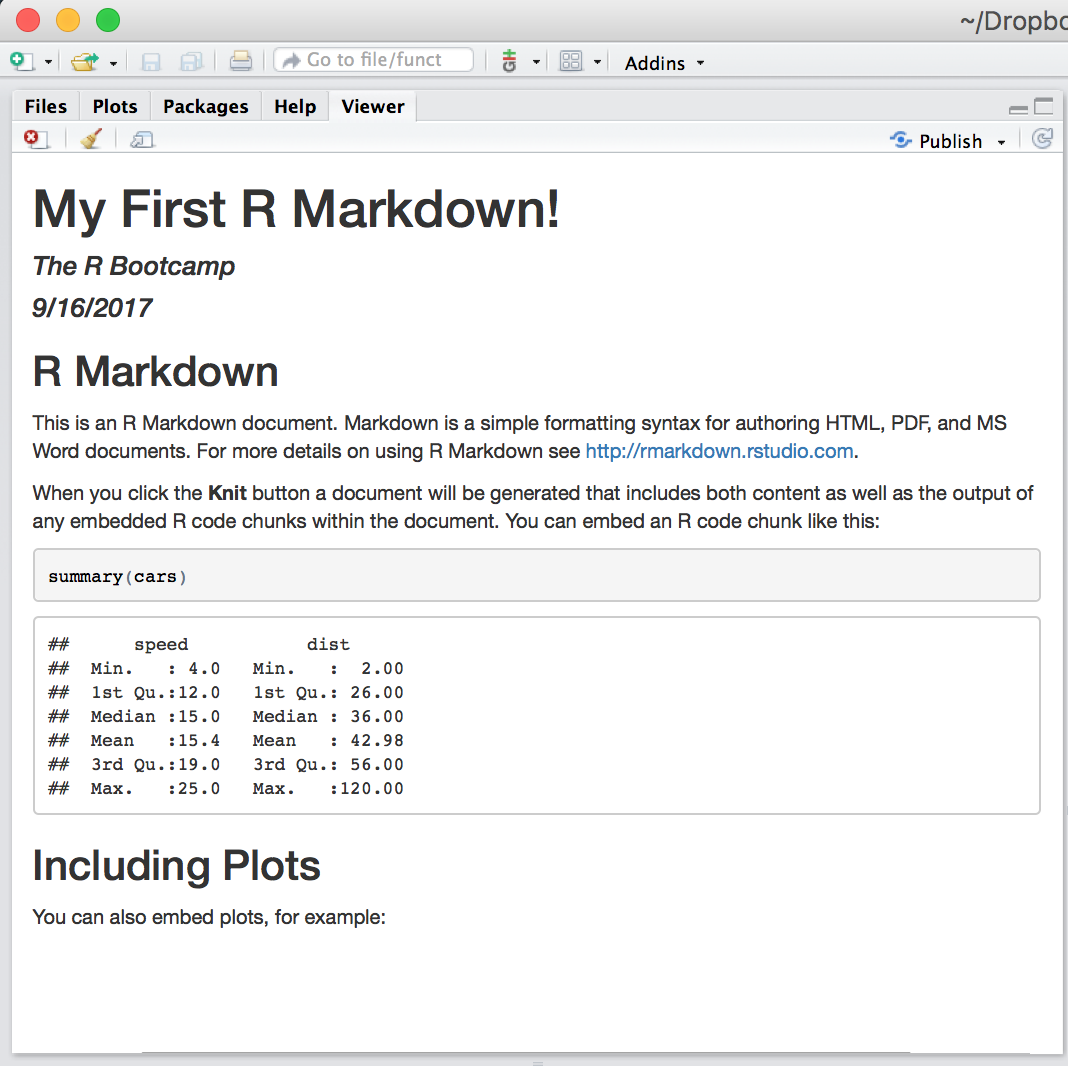 ~/Dropbo
Go to file/funct
Addins
Files Plots Packages Help Viewer
Publish
My First R Markdown!
The R Bootcamp
9/16/2017
R Markdown
This is an R Markdown document. Markdown is a simple formatting syntax for authoring HTML, PDF, and MS
Word documents. For more details on using R Markdown see http://rmarkdown.rstudio.com.
When you click the Knit button a document will be generated that includes both content as well as the output of
any embedded R code chunks within the document. You can embed an R code chunk like this:
summary(cars)
##      speed           dist
##  Min.   : 4.0   Min.   :  2.00
##  1st Qu.:12.0   1st Qu.: 26.00
##  Median :15.0   Median : 36.00
##  Mean   :15.4   Mean   : 42.98
##  3rd Qu.:19.0   3rd Qu.: 56.00
##  Max.   :25.0   Max.   :120.00
Including Plots
You can also embed plots, for example: